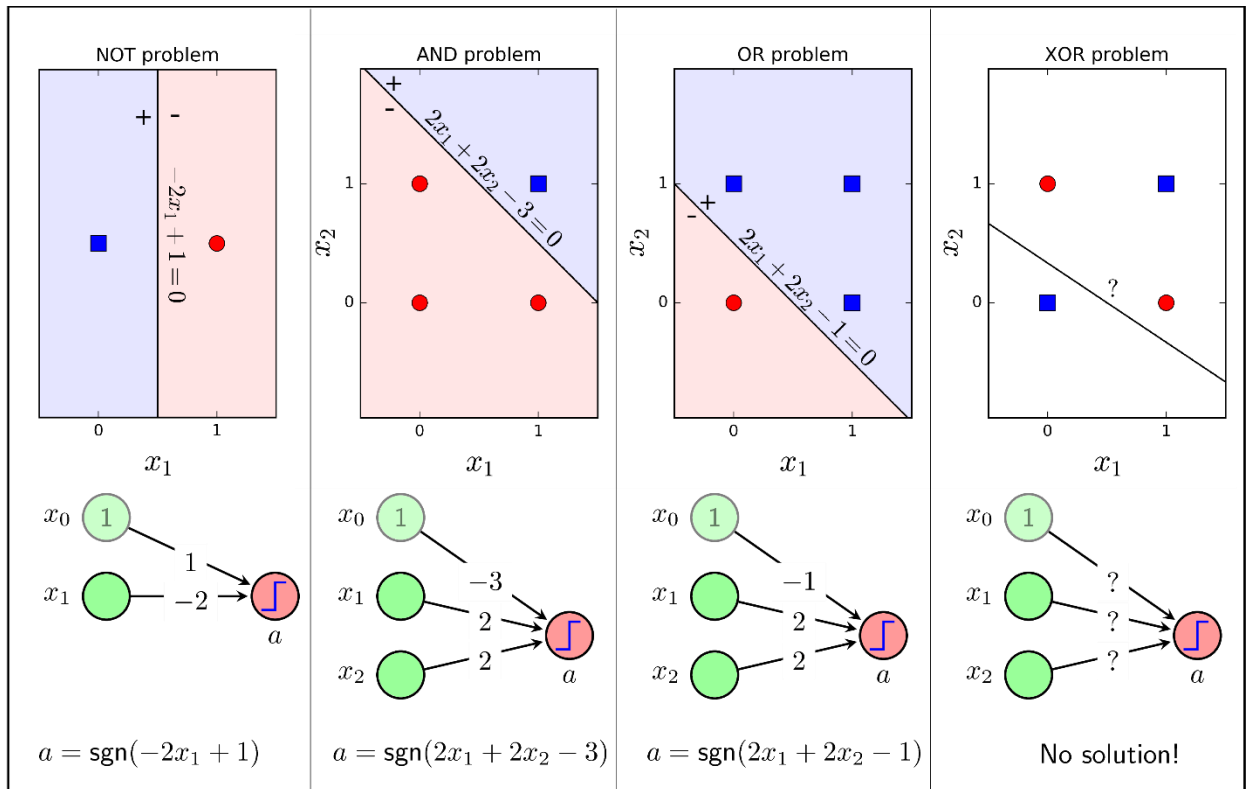 NOT problem
+ -
−2x₁ + 1 = 0
0 1
x₁
x₀ 1
1
x₁ −2
a
a = sgn(−2x₁ + 1)
AND problem
+
-
2x₁ + 2x₂ − 3 = 0
1
x₂
0
0 1
x₁
x₀ 1
−3
x₁ 2
x₂ 2
a
a = sgn(2x₁ + 2x₂ − 3)
OR problem
1
+
-
2x₁ + 2x₂ − 1 = 0
x₂
0
0 1
x₁
x₀ 1
−1
x₁ 2
x₂ 2
a
a = sgn(2x₁ + 2x₂ − 1)
XOR problem
1
x₂
?
0
0 1
x₁
x₀ 1
?
x₁ ?
x₂ ?
a
No solution!